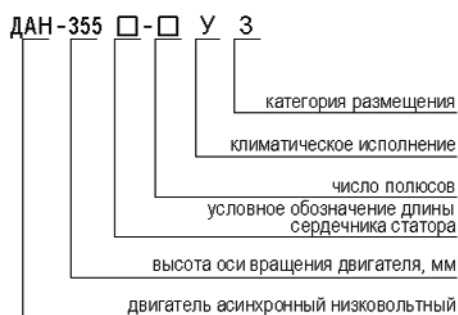 ДАН-355 □-□ У 3
категория размещения
климатическое исполнение
число полюсов
условное обозначение длины
сердечника статора
высота оси вращения двигателя, мм
двигатель асинхронный низковольтный